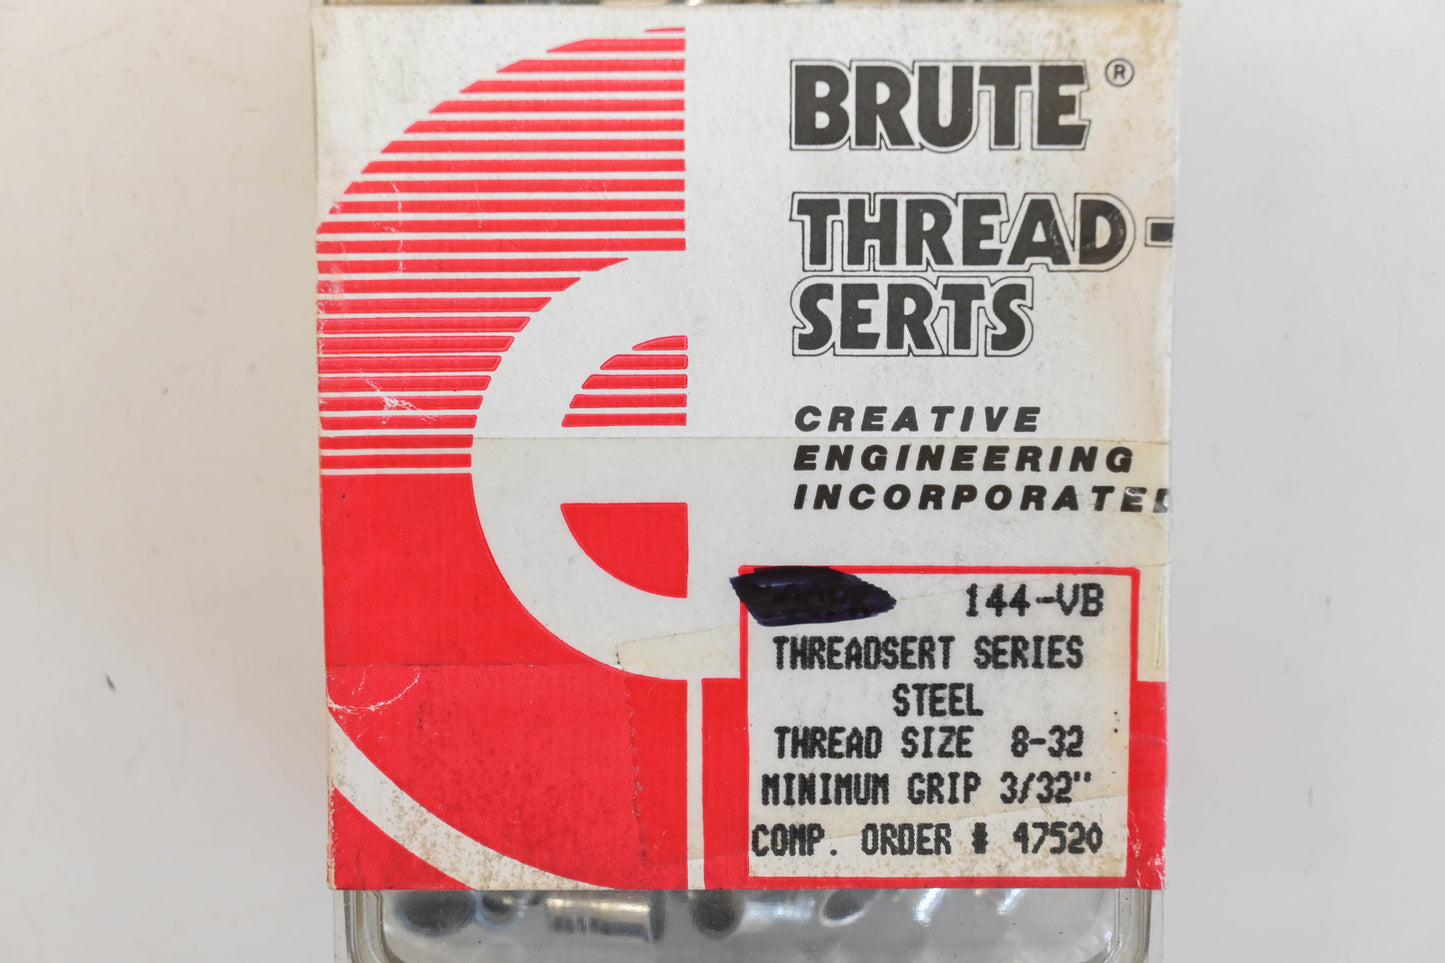 BRUTE®
THREAD-
SERTS
CREATIVE
ENGINEERING
INCORPORATED
144-VB
THREADSERT SERIES
STEEL
THREAD SIZE 8-32
MINIMUM GRIP 3/32"
COMP. ORDER # 47520